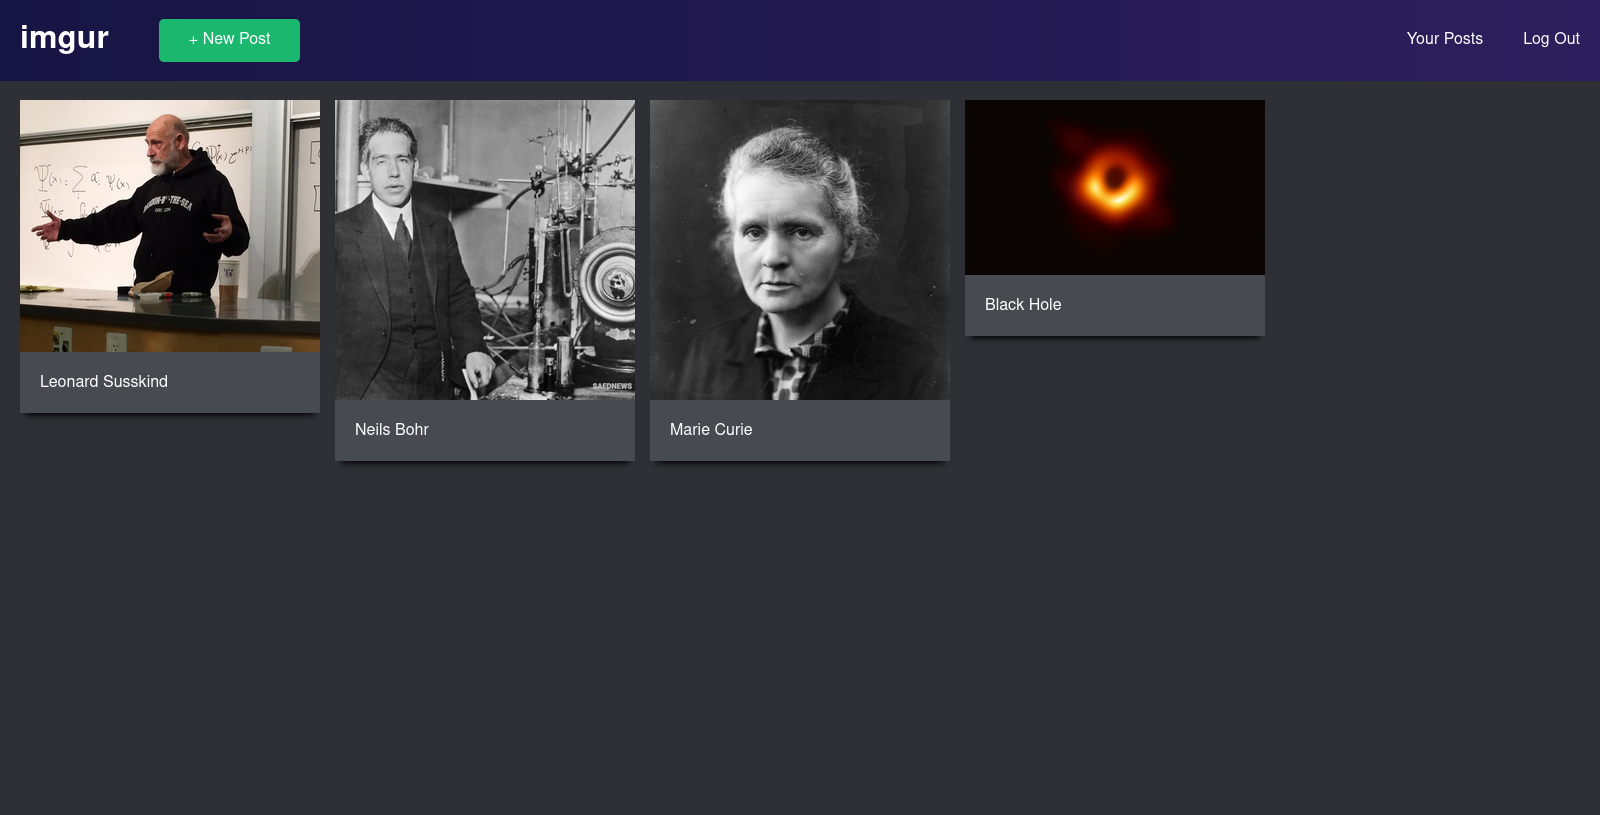 imgur
+ New Post
Your Posts
Log Out
SAEDNEWS
Leonard Susskind
Neils Bohr
Marie Curie
Black Hole